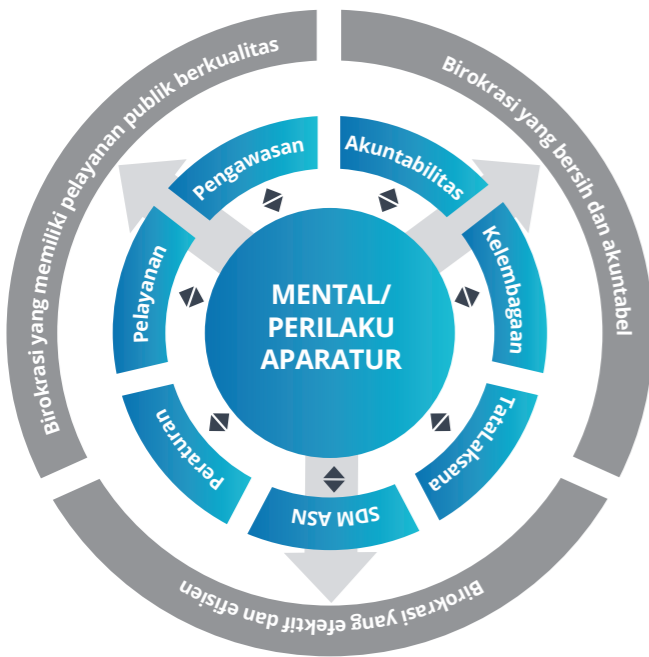 Birokrasi yang memiliki pelayanan publik berkualitas
Birokrasi yang bersih dan akuntabel
Birokrasi yang efektif dan efisien
Pengawasan
Akuntabilitas
Kelembagaan
TataLaksana
SDM ASN
Peraturan
Pelayanan
MENTAL/
PERILAKU
APARATUR